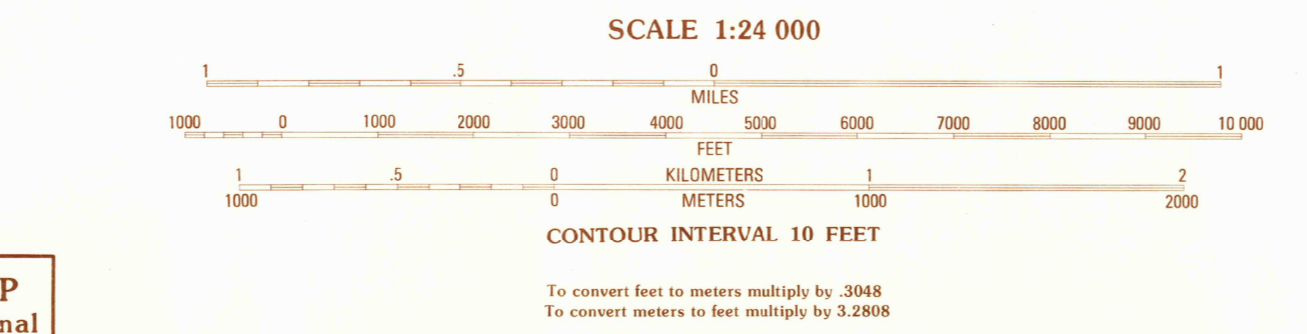 SCALE 1:24 000
1 .5 0 1
MILES
1000 0 1000 2000 3000 4000 5000 6000 7000 8000 9000 10 000
FEET
1 .5 0 KILOMETERS 1 2
1000 0 METERS 1000 2000
CONTOUR INTERVAL 10 FEET
To convert feet to meters multiply by .3048
To convert meters to feet multiply by 3.2808
P
nal